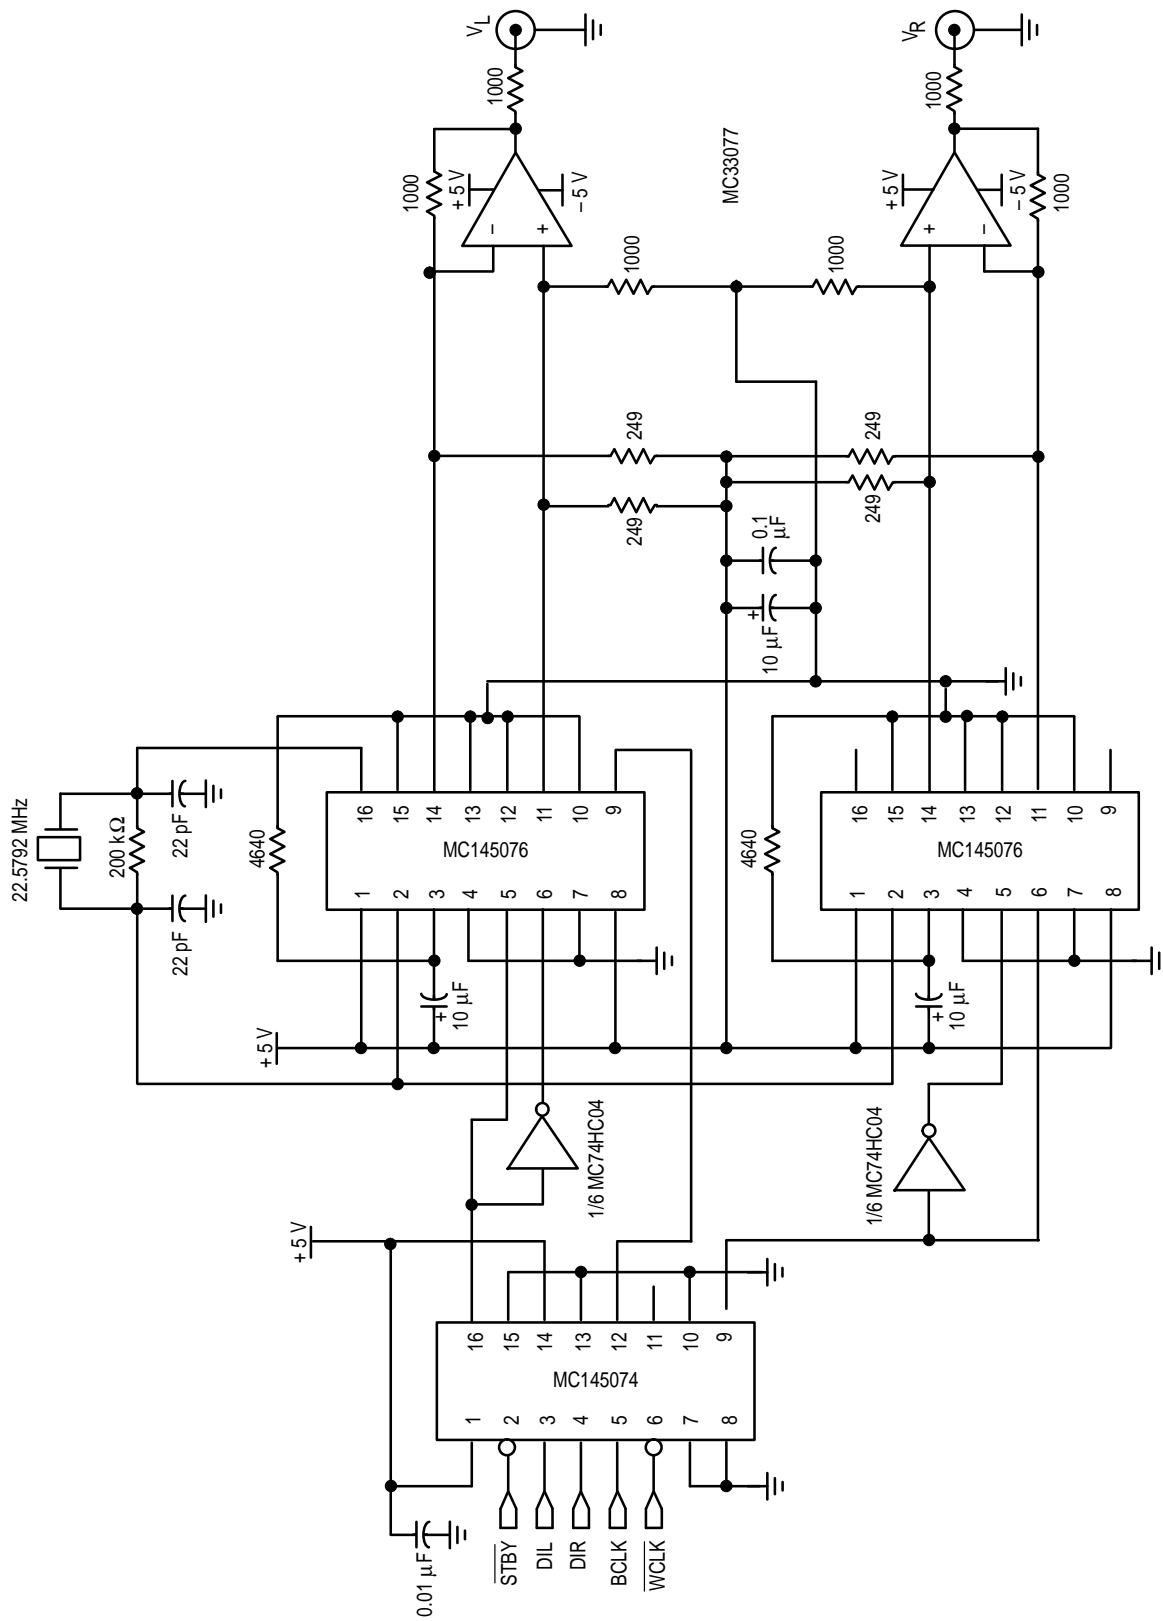 V_L
V_R
1000
1000
1000
+ 5 V
– 5 V
–
+
MC33077
+ 5 V
– 5 V
+
–
1000
1000
1000
249
249
249
249
0.1
µF
+
10 µF
22.5792 MHz
200 kΩ
22 pF
22 pF
4640
16
15
14
13
12
11
10
9
MC145076
1
2
3
4
5
6
7
8
+
10 µF
+ 5 V
4640
16
15
14
13
12
11
10
9
MC145076
1
2
3
4
5
6
7
8
+
10 µF
1/6 MC74HC04
1/6 MC74HC04
+ 5 V
16
15
14
13
12
11
10
9
MC145074
1
2
3
4
5
6
7
8
0.01 µF
STBY
DIL
DIR
BCLK
WCLK